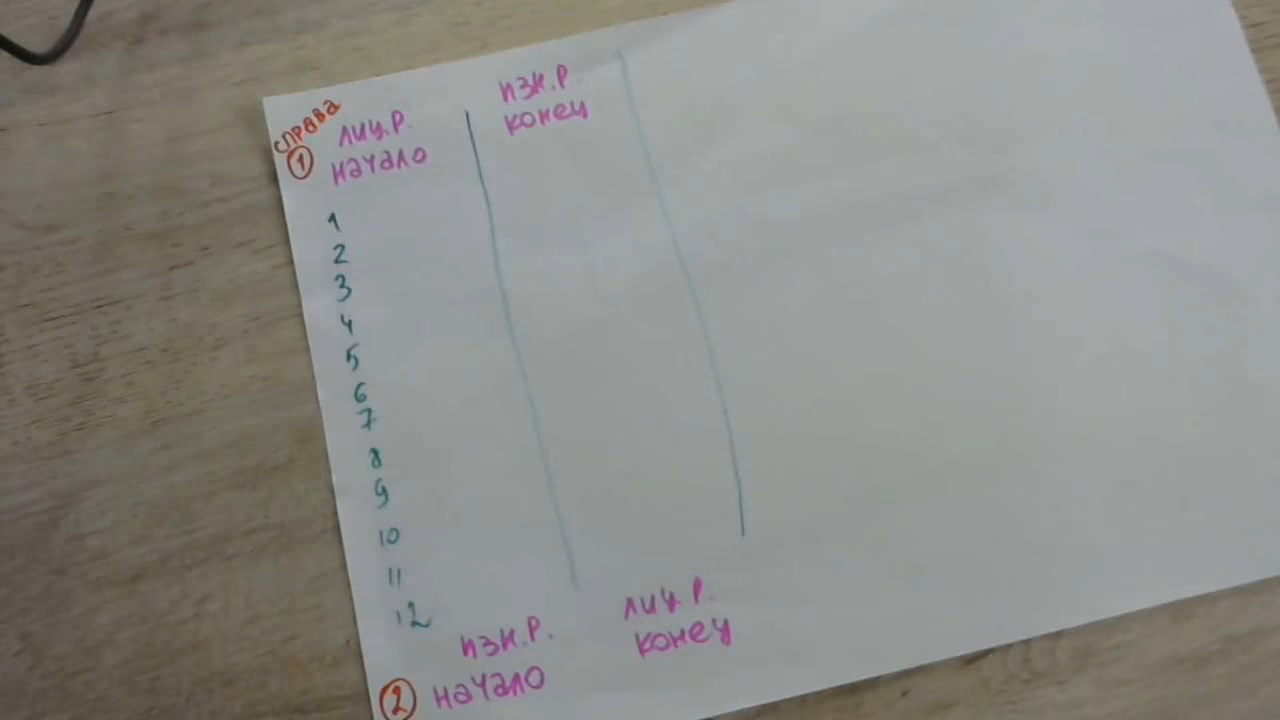 СПРАВА
1
лиц.Р.
начало
изн.Р
конец
1
2
3
4
5
6
7
8
9
10
11
12
изн.Р.
лиц.Р.
2
начало
конец